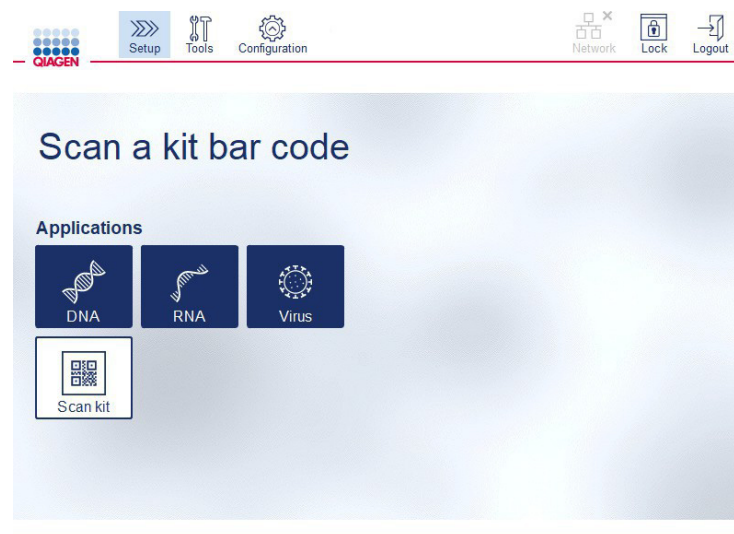 QIAGEN
Setup Tools Configuration Network Lock Logout
Scan a kit bar code
Applications
DNA RNA Virus
Scan kit